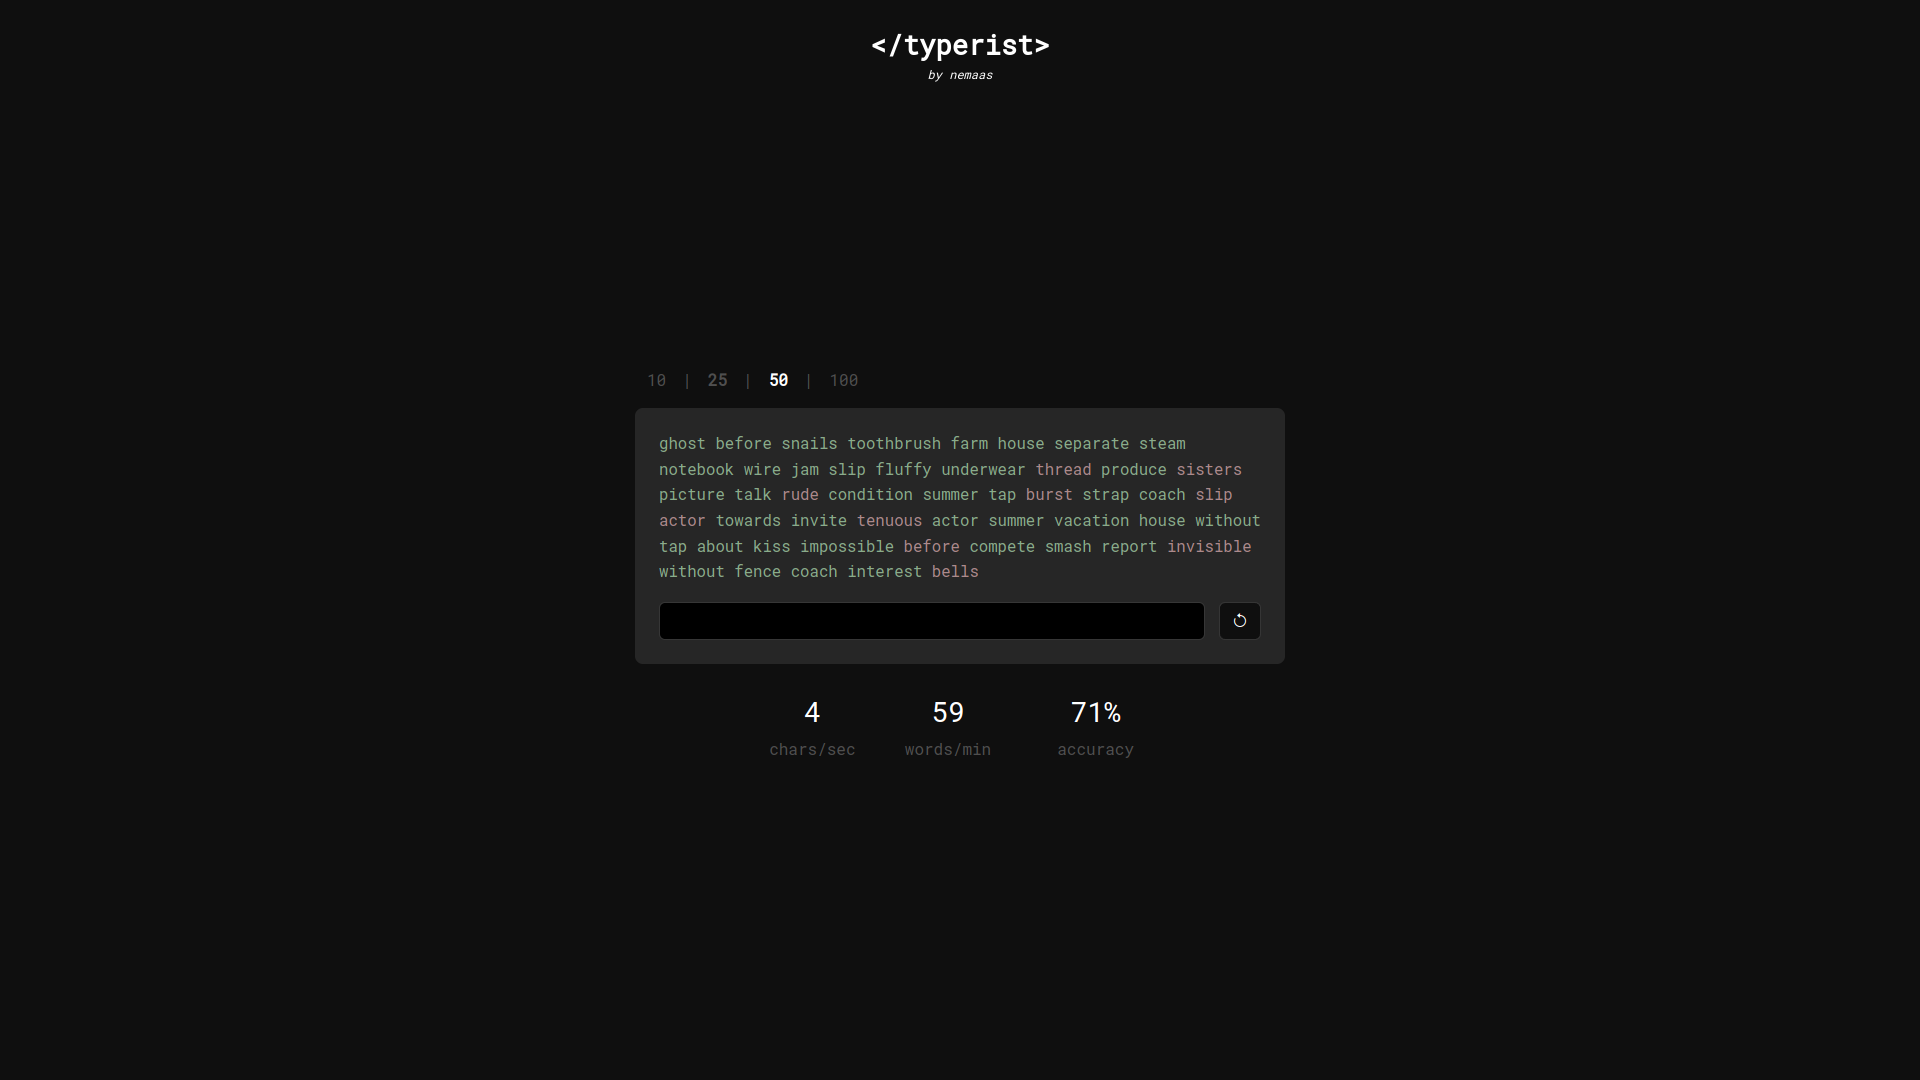 </typerist>
by nemaas
10 | 25 | 50 | 100
ghost before snails toothbrush farm house separate steam
notebook wire jam slip fluffy underwear thread produce sisters
picture talk rude condition summer tap burst strap coach slip
actor towards invite tenuous actor summer vacation house without
tap about kiss impossible before compete smash report invisible
without fence coach interest bells
4 59 71%
chars/sec words/min accuracy